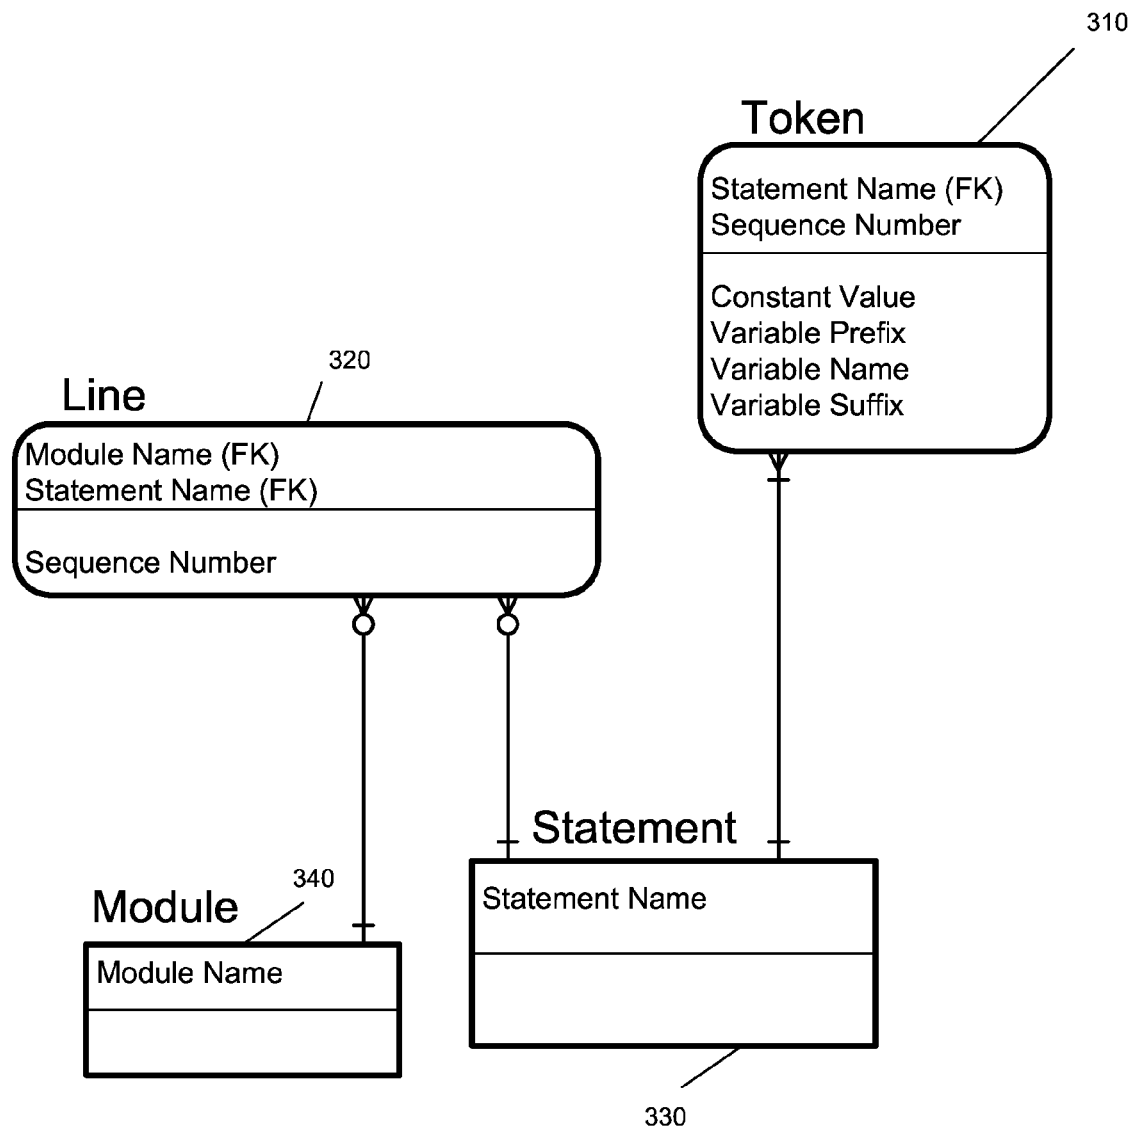 310
Token
Statement Name (FK)
Sequence Number
Constant Value
Variable Prefix
Variable Name
Variable Suffix
320
Line
Module Name (FK)
Statement Name (FK)
Sequence Number
Statement
Statement Name
340
Module
Module Name
330